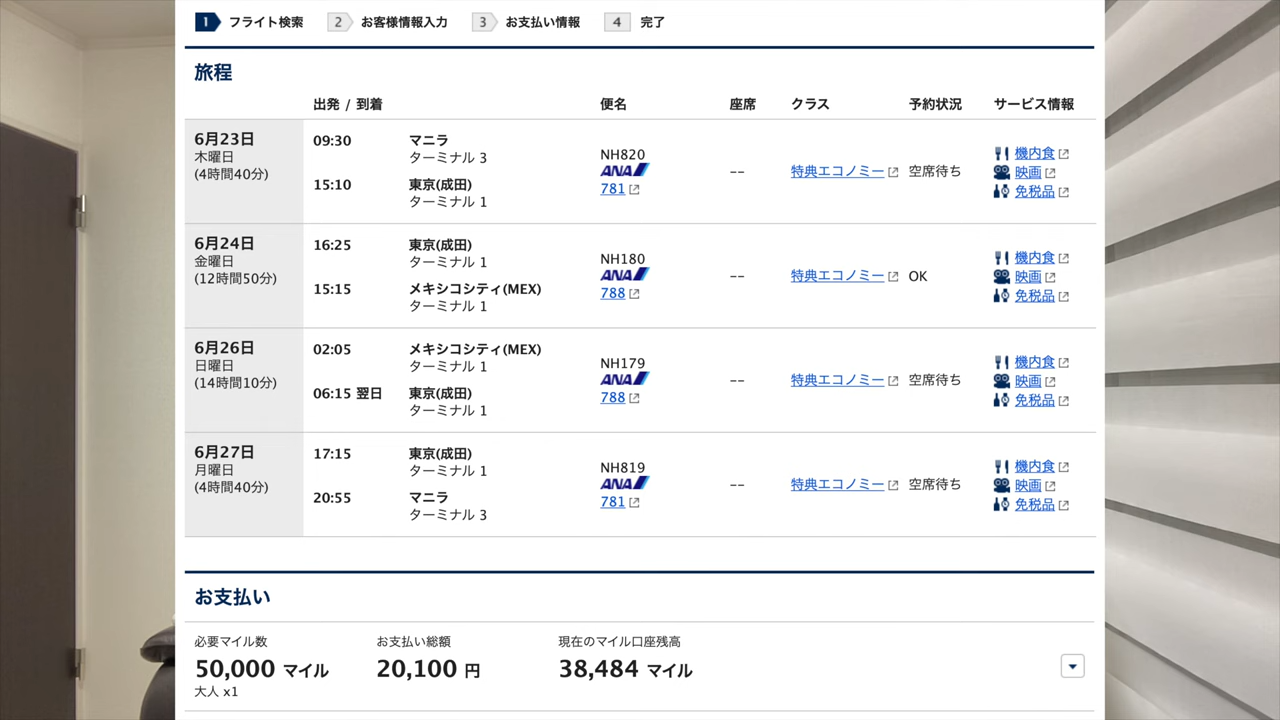 1 フライト検索 2 お客様情報入力 3 お支払い情報 4 完了
旅程
出発 / 到着 便名 座席 クラス 予約状況 サービス情報
6月23日
木曜日
(4時間40分)
09:30 マニラ
ターミナル 3
15:10 東京(成田)
ターミナル 1
NH820
ANA
781
--
特典エコノミー
空席待ち
機内食
映画
免税品
6月24日
金曜日
(12時間50分)
16:25 東京(成田)
ターミナル 1
15:15 メキシコシティ(MEX)
ターミナル 1
NH180
ANA
788
--
特典エコノミー
OK
機内食
映画
免税品
6月26日
日曜日
(14時間10分)
02:05 メキシコシティ(MEX)
ターミナル 1
06:15 翌日 東京(成田)
ターミナル 1
NH179
ANA
788
--
特典エコノミー
空席待ち
機内食
映画
免税品
6月27日
月曜日
(4時間40分)
17:15 東京(成田)
ターミナル 1
20:55 マニラ
ターミナル 3
NH819
ANA
781
--
特典エコノミー
空席待ち
機内食
映画
免税品
お支払い
必要マイル数 お支払い総額 現在のマイル口座残高
50,000 マイル 20,100 円 38,484 マイル
大人 x1